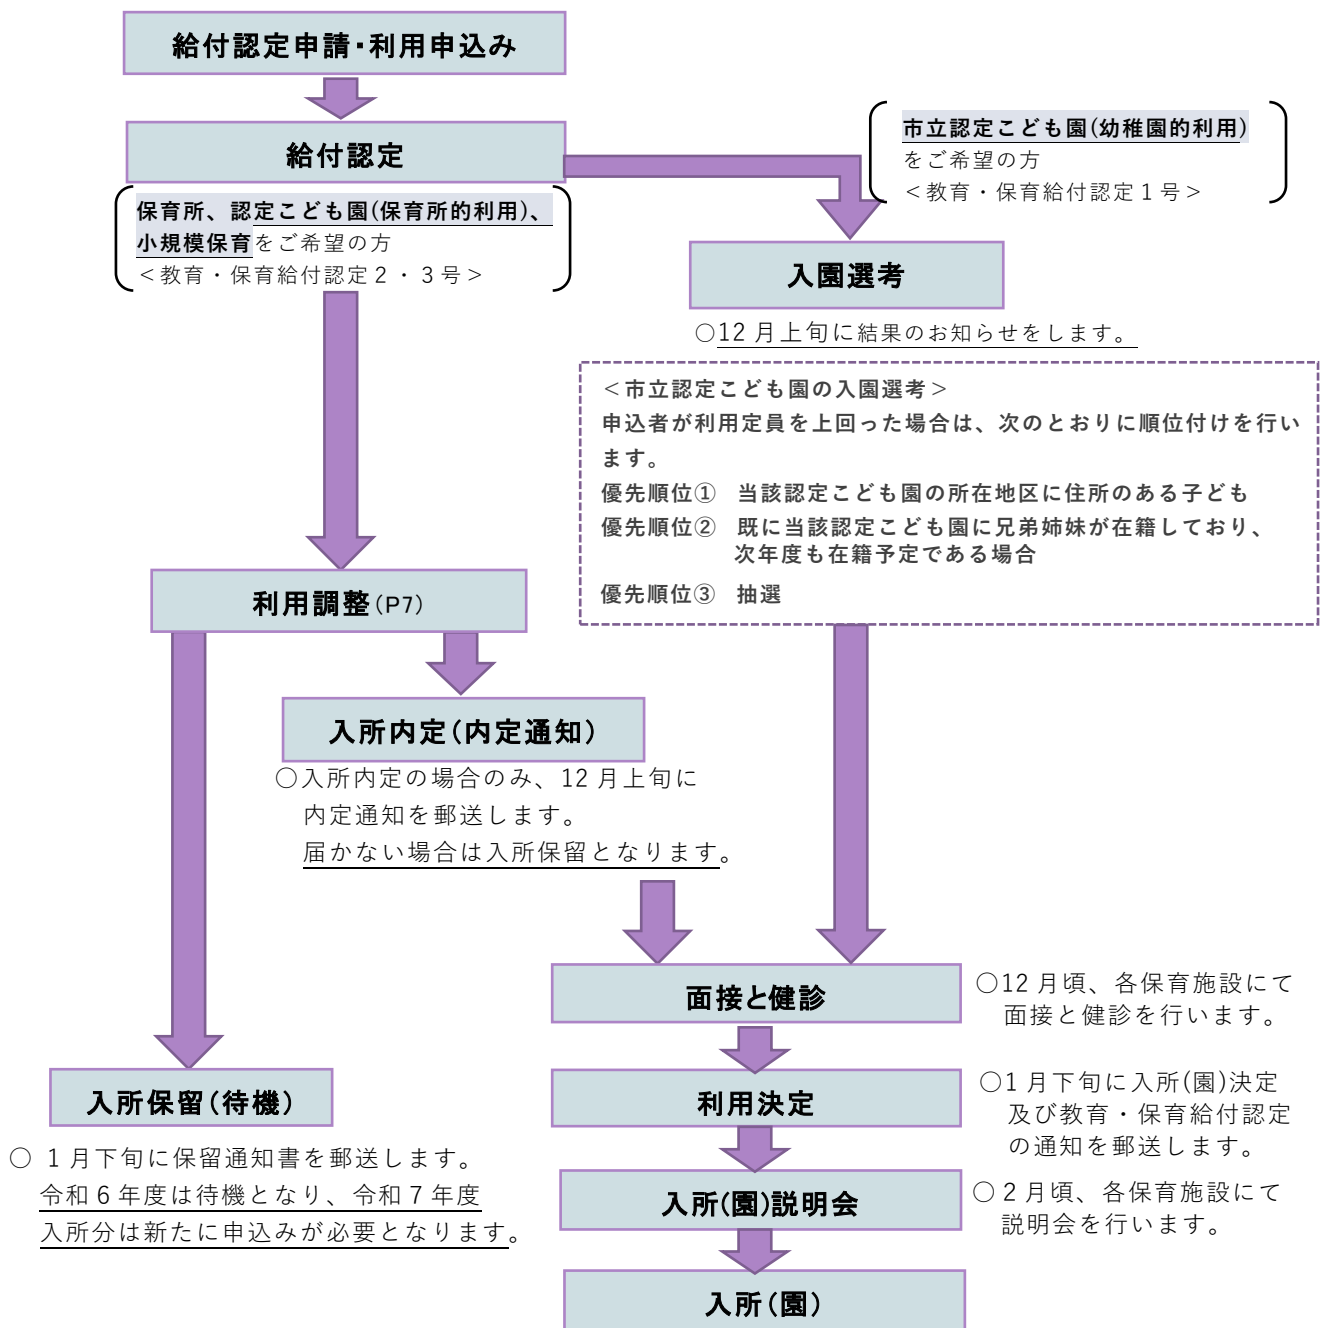 給付認定申請・利用申込み
給付認定
市立認定こども園(幼稚園的利用)
をご希望の方
＜教育・保育給付認定１号＞
保育所、認定こども園(保育所的利用)、
小規模保育をご希望の方
＜教育・保育給付認定２・３号＞
入園選考
○12月上旬に結果のお知らせをします。
＜市立認定こども園の入園選考＞
申込者が利用定員を上回った場合は、次のとおりに順位付けを行い
ます。
優先順位①　当該認定こども園の所在地区に住所のある子ども
優先順位②　既に当該認定こども園に兄弟姉妹が在籍しており、
次年度も在籍予定である場合
優先順位③　抽選
利用調整(P7)
入所内定(内定通知)
○入所内定の場合のみ、12月上旬に
内定通知を郵送します。
届かない場合は入所保留となります。
面接と健診
○12月頃、各保育施設にて
面接と健診を行います。
入所保留(待機)
○ 1月下旬に保留通知書を郵送します。
令和６年度は待機となり、令和７年度
入所分は新たに申込みが必要となります。
利用決定
○1月下旬に入所(園)決定
及び教育・保育給付認定
の通知を郵送します。
入所(園)説明会
○２月頃、各保育施設にて
説明会を行います。
入所(園)